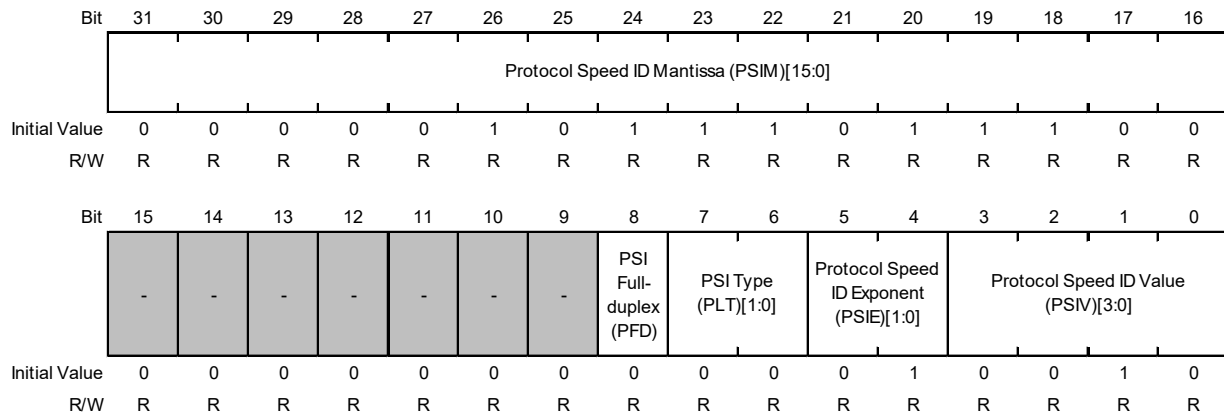 Bit 31 30 29 28 27 26 25 24 23 22 21 20 19 18 17 16
Protocol Speed ID Mantissa (PSIM)[15:0]
Initial Value 0 0 0 0 0 1 0 1 1 1 0 1 1 1 0 0
R/W R R R R R R R R R R R R R R R R
Bit 15 14 13 12 11 10 9 8 7 6 5 4 3 2 1 0
- - - - - - -
PSI
Full-
duplex
(PFD)
PSI Type
(PLT)[1:0]
Protocol Speed
ID Exponent
(PSIE)[1:0]
Protocol Speed ID Value
(PSIV)[3:0]
Initial Value 0 0 0 0 0 0 0 0 0 0 0 1 0 0 1 0
R/W R R R R R R R R R R R R R R R R